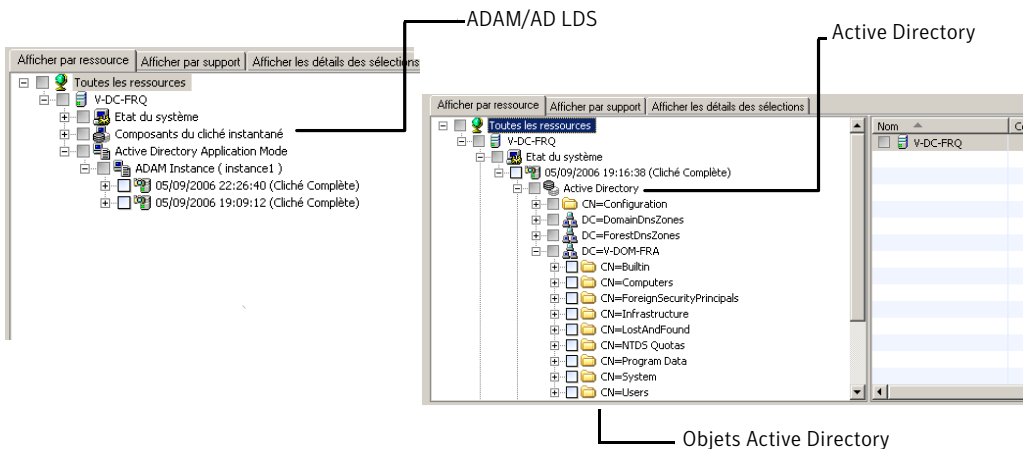 ADAM/AD LDS
Active Directory
Afficher par ressource Afficher par support Afficher les détails des sélections
Toutes les ressources
V-DC-FRQ
Etat du système
Composants du cliché instantané
Active Directory Application Mode
ADAM Instance ( instance1 )
05/09/2006 22:26:40 (Cliché Complète)
05/09/2006 19:09:12 (Cliché Complète)
Afficher par ressource Afficher par support Afficher les détails des sélections
Toutes les ressources
V-DC-FRQ
Etat du système
05/09/2006 19:16:38 (Cliché Complète)
Active Directory
CN=Configuration
DC=DomainDnsZones
DC=ForestDnsZones
DC=V-DOM-FRA
CN=Builtin
CN=Computers
CN=ForeignSecurityPrincipals
CN=Infrastructure
CN=LostAndFound
CN=NTDS Quotas
CN=Program Data
CN=System
CN=Users
Nom
V-DC-FRQ
Objets Active Directory